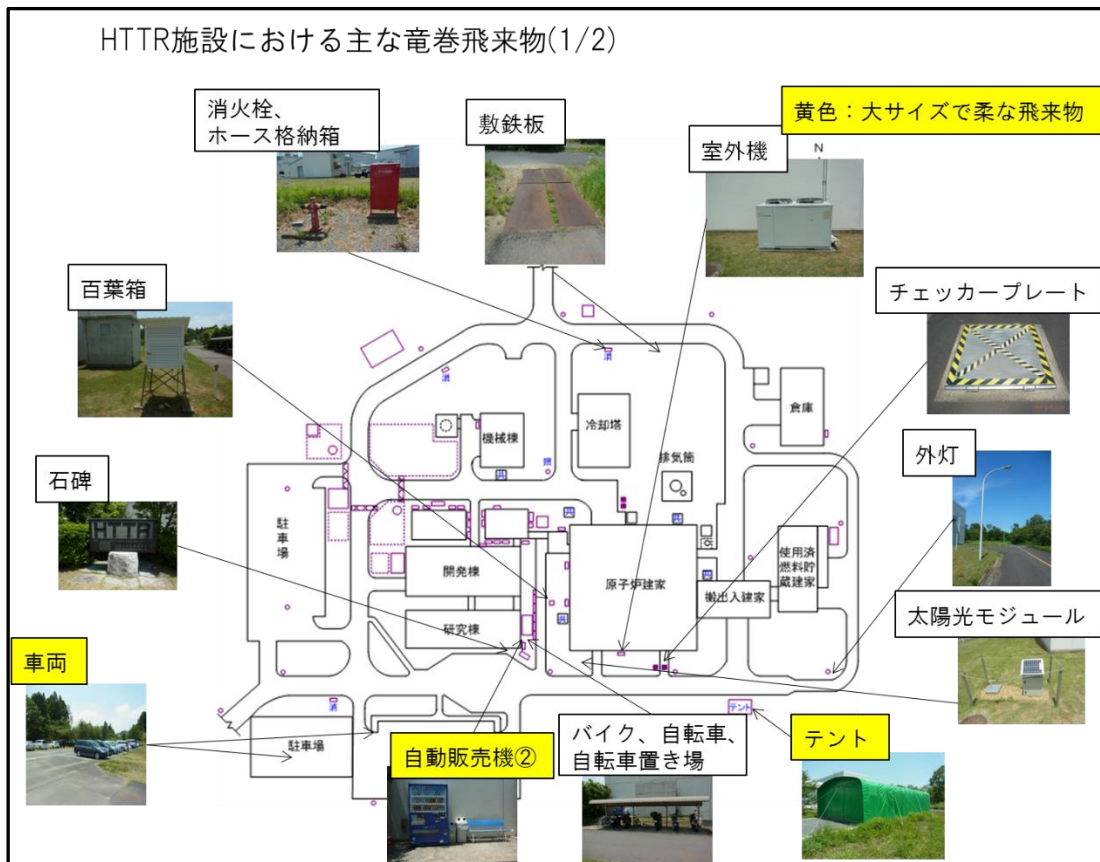 HTTR施設における主な竜巻飛来物(1/2)
消火栓、
ホース格納箱
敷鉄板
黄色：大サイズで柔な飛来物
室外機
N
百葉箱
チェッカープレート
消
消
倉庫
冷却塔
機械棟
外灯
排気筒
石碑
HTTR
駐車場
開発棟
原子炉建家
使用済
燃料貯
蔵建家
搬出入建家
研究棟
太陽光モジュール
車両
消
テント
駐車場
自動販売機②
バイク、自転車、
自転車置き場
テント